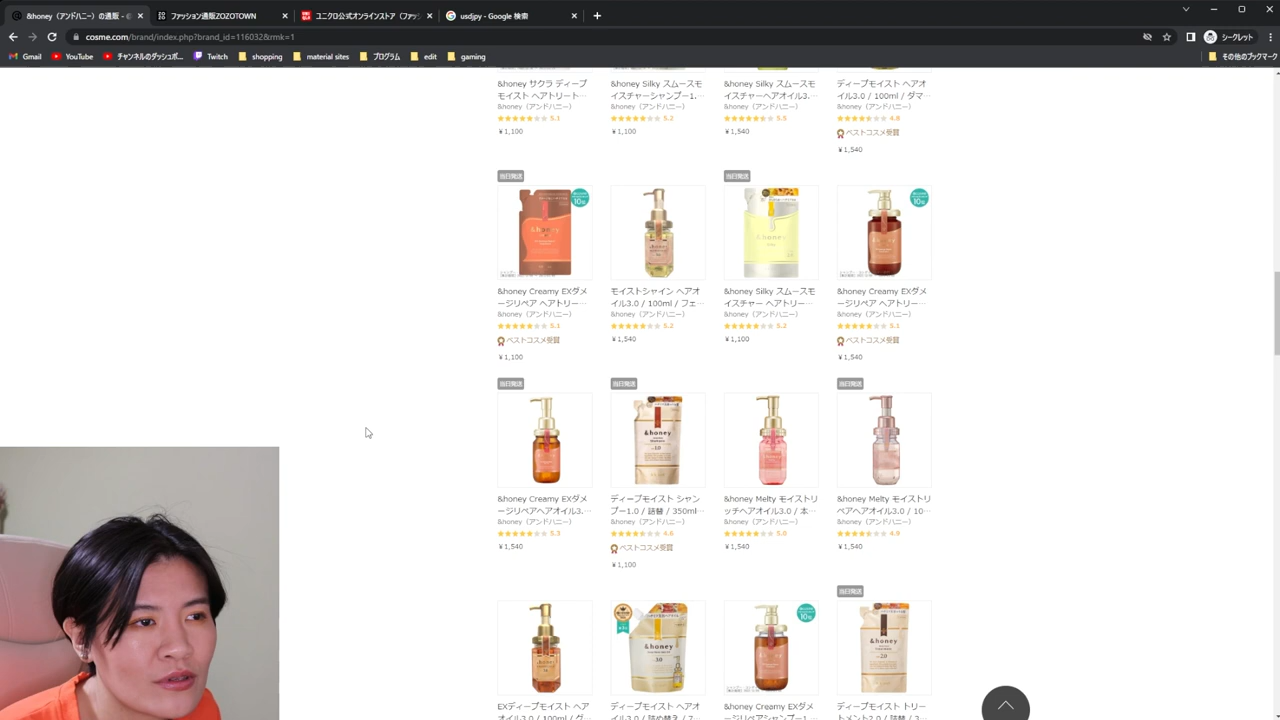 &honey（アンドハニー）の通販
ファッション通販ZOZOTOWN
ユニクロ公式オンラインストア（ファッ
usdjpy - Google 検索
cosme.com/brand/index.php?brand_id=116032&rmk=1
シークレット
Gmail
YouTube
チャンネルのダッシュボ...
Twitch
shopping
material sites
プログラム
edit
gaming
その他のブックマーク
&honey サクラ ディープ
モイスト ヘアトリート…
&honey（アンドハニー）
5.1
¥1,100
&honey Silky スムースモ
イスチャーシャンプー1.…
&honey（アンドハニー）
5.2
¥1,100
&honey Silky スムースモ
イスチャーヘアオイル3.…
&honey（アンドハニー）
5.5
¥1,540
ディープモイスト ヘアオ
イル3.0 / 100ml / ダマ…
&honey（アンドハニー）
4.8
ベストコスメ受賞
¥1,540
当日発送
&honey Creamy EXダメ
ージリペア ヘアトリー…
&honey（アンドハニー）
5.1
ベストコスメ受賞
¥1,100
モイストシャイン ヘアオ
イル3.0 / 100ml / フェ…
&honey（アンドハニー）
5.2
¥1,540
当日発送
&honey Silky スムースモ
イスチャー ヘアトリー…
&honey（アンドハニー）
5.2
¥1,100
&honey Creamy EXダメ
ージリペア ヘアトリー…
&honey（アンドハニー）
5.1
ベストコスメ受賞
¥1,540
当日発送
&honey Creamy EXダメ
ージリペアヘアオイル3.…
&honey（アンドハニー）
5.3
¥1,540
当日発送
&honey
ディープモイスト シャン
プー1.0 / 詰替 / 350ml…
&honey（アンドハニー）
4.6
ベストコスメ受賞
¥1,100
&honey Melty モイストリ
ッチヘアオイル3.0 / 本…
&honey（アンドハニー）
5.0
¥1,540
当日発送
&honey Melty モイストリ
ペアヘアオイル3.0 / 10…
&honey（アンドハニー）
4.9
¥1,540
EXディープモイスト ヘア
オイル3.0 / 100ml / グ…
&honey
3.0
ディープモイスト ヘアオ
イル3.0 / 詰め替え / 7…
&honey Creamy EXダメ
ージリペアシャンプー1…
当日発送
&honey
2.0
ディープモイスト トリー
トメント2.0 / 詰替 / 3…